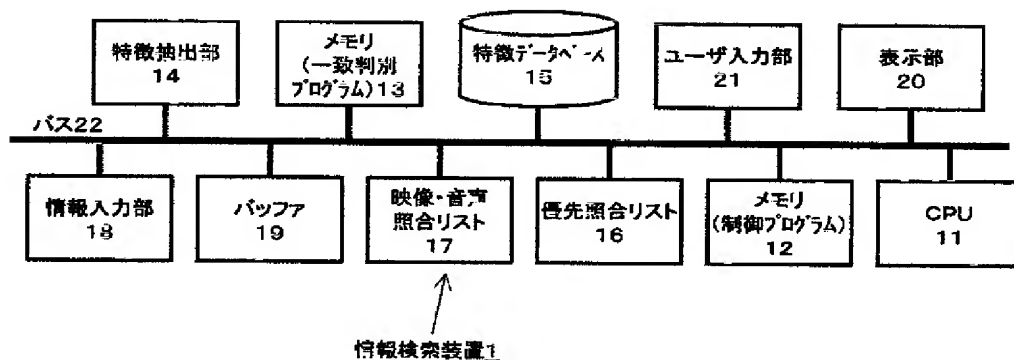 特徴抽出部
14
メモリ
(一致判別
プログラム)13
特徴データベース
15
ユーザ入力部
21
表示部
20
バス22
情報入力部
18
バッファ
19
映像・音声
照合リスト
17
優先照合リスト
16
メモリ
(制御プログラム)
12
CPU
11
情報検索装置1